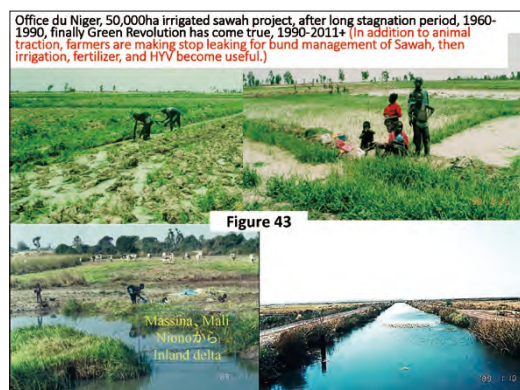 Office du Niger, 50,000ha irrigated sawah project, after long stagnation period, 1960-
1990, finally Green Revolution has come true, 1990-2011+ (In addition to animal
traction, farmers are making stop leaking for bund management of Sawah, then
irrigation, fertilizer, and HYV become useful.)
Figure 43
Massina, Mali
Nionoから
Inland delta